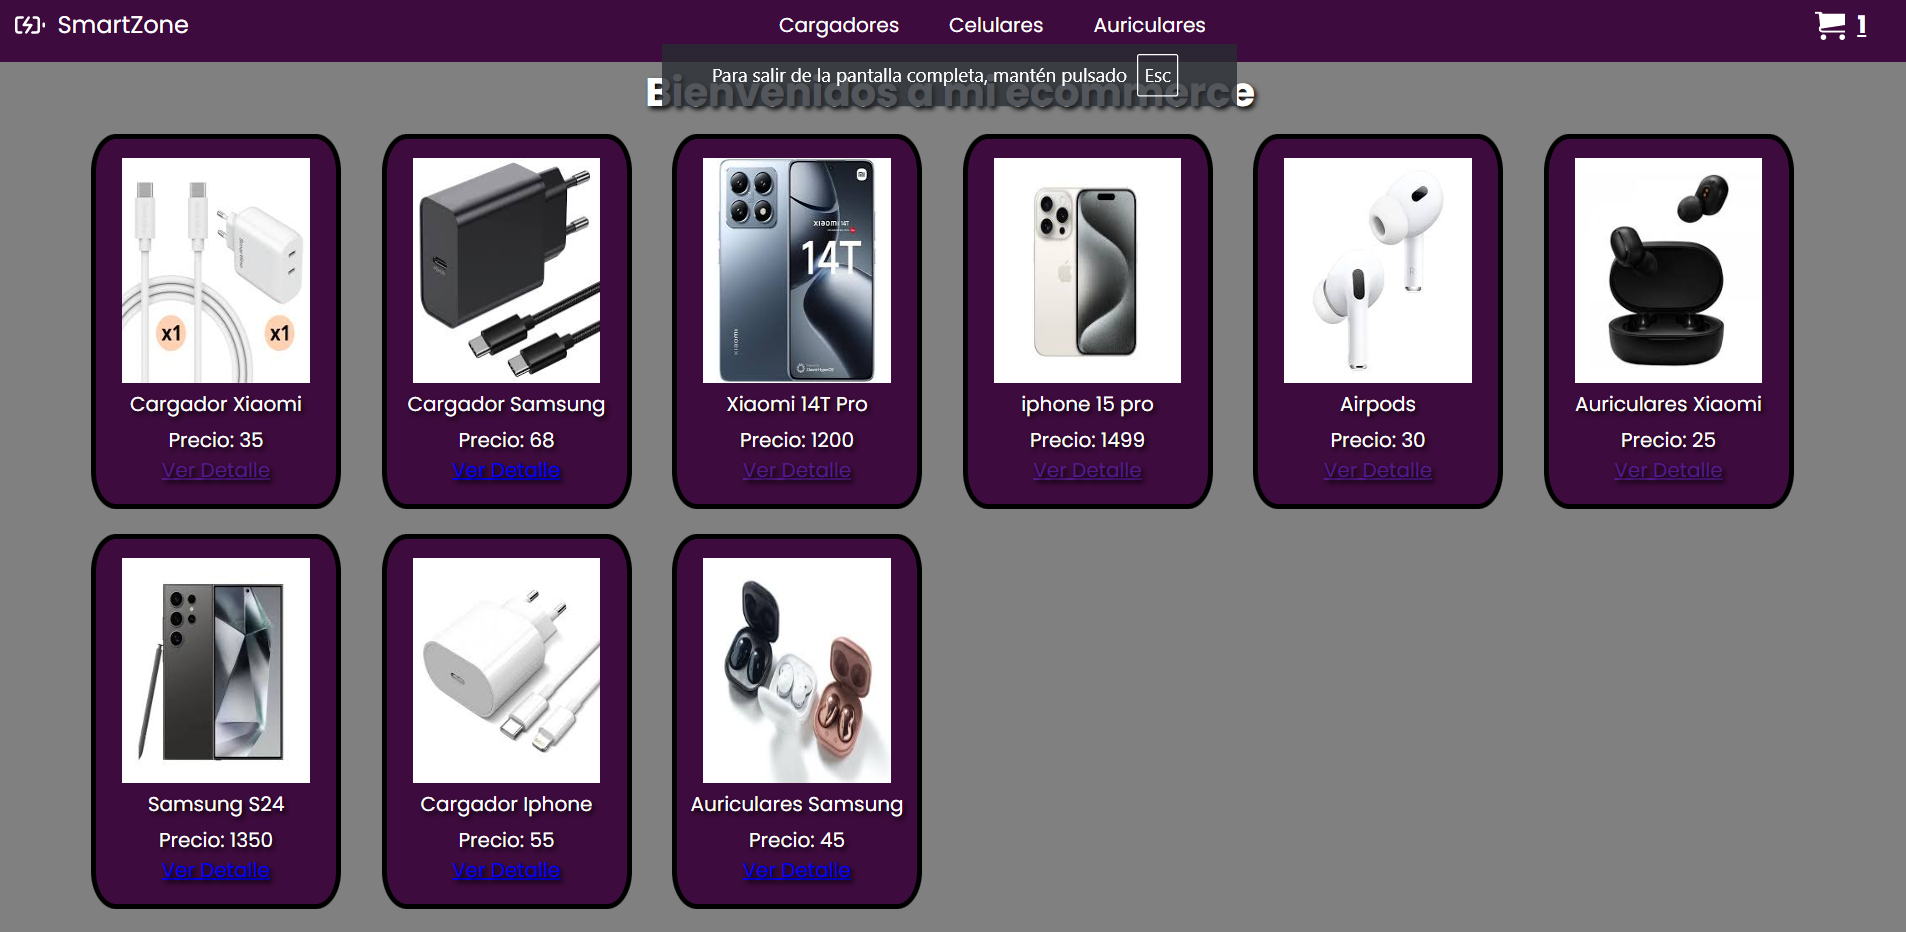 SmartZone
Cargadores
Celulares
Auriculares
1
Para salir de la pantalla completa, mantén pulsado Esc
Bienvenidos a mi ecommerce
x1
x1
Cargador Xiaomi
Precio: 35
Ver Detalle
Cargador Samsung
Precio: 68
Ver Detalle
XIAOMI 14T
14T
xiaomi
Xiaomi 14T Pro
Precio: 1200
Ver Detalle
iphone 15 pro
Precio: 1499
Ver Detalle
Airpods
Precio: 30
Ver Detalle
Auriculares Xiaomi
Precio: 25
Ver Detalle
Samsung S24
Precio: 1350
Ver Detalle
Cargador Iphone
Precio: 55
Ver Detalle
Auriculares Samsung
Precio: 45
Ver Detalle